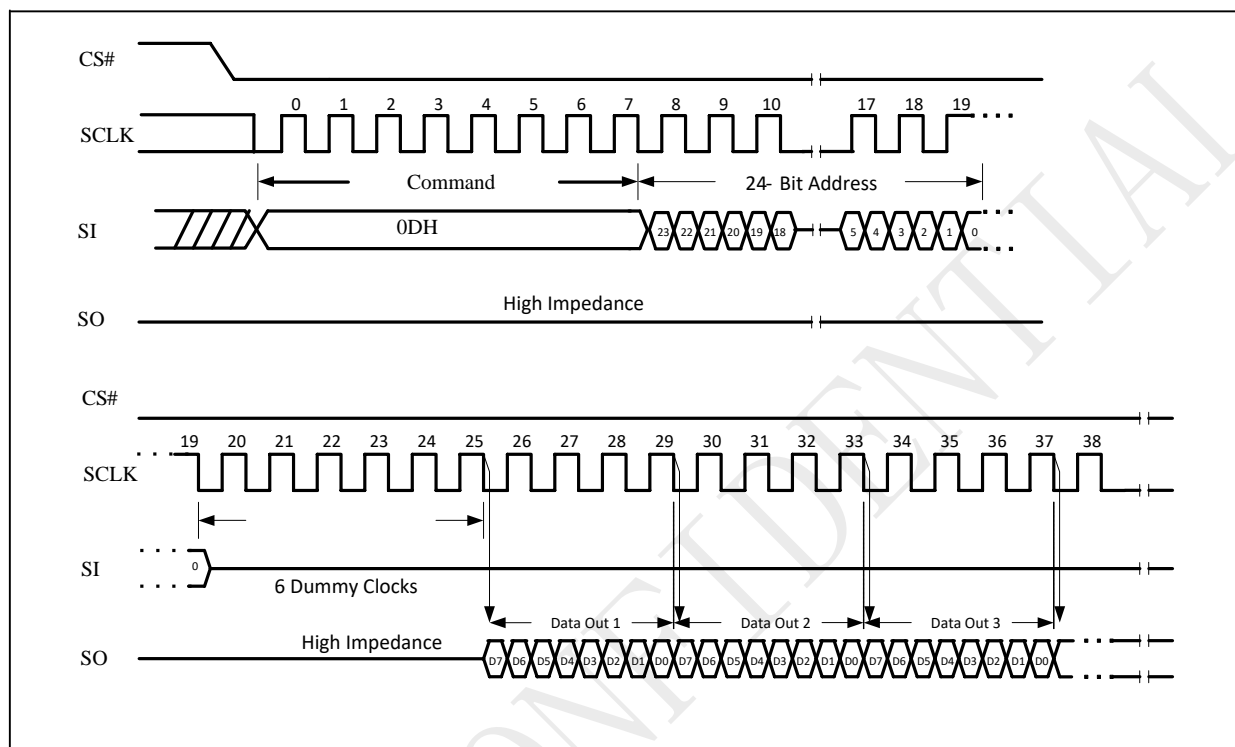 CS#
0 1 2 3 4 5 6 7 8 9 10 17 18 19
SCLK
Command 24- Bit Address
SI 0DH 23 22 21 20 19 18 5 4 3 2 1 0
High Impedance
SO
CS#
19 20 21 22 23 24 25 26 27 28 29 30 31 32 33 34 35 36 37 38
SCLK
SI 0
6 Dummy Clocks
Data Out 1 Data Out 2 Data Out 3
High Impedance
SO D7 D6 D5 D4 D3 D2 D1 D0 D7 D6 D5 D4 D3 D2 D1 D0 D7 D6 D5 D4 D3 D2 D1 D0
ONFIDENTIAL